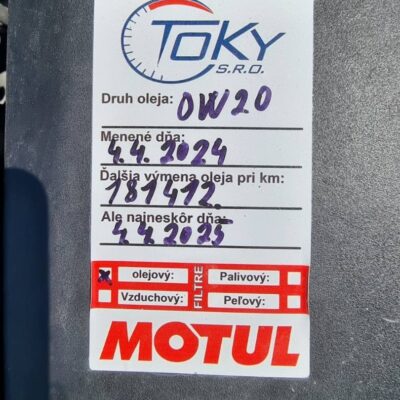 TOKY
S.R.O.
Druh oleja: 0W20
Menené dňa:
4.4.2024
Ďalšia výmena oleja pri km:
181412.
Ale najneskôr dňa:
4.4.2025
x olejový: FILTRE Palivový:
Vzduchový: Peľový:
MOTUL